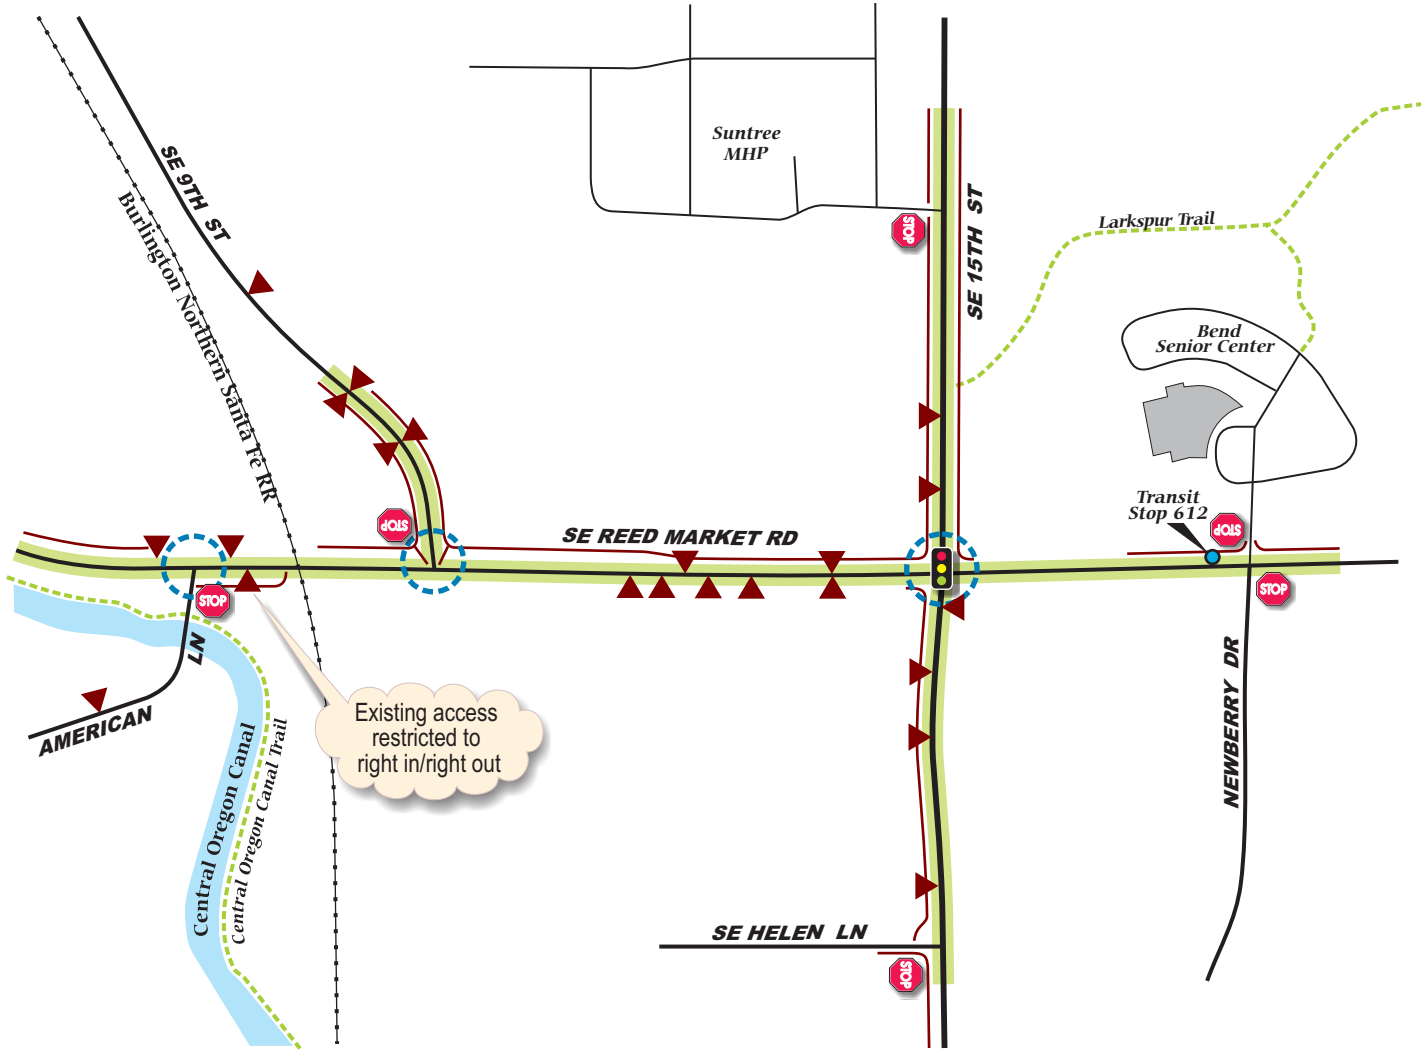 Suntree
MHP
SE 9TH ST
Burlington Northern Santa Fe RR
SE 15TH ST
Larkspur Trail
STOP
Bend
Senior Center
Transit
Stop 612
STOP
STOP
SE REED MARKET RD
STOP
STOP
LN
AMERICAN
Existing access
restricted to
right in/right out
Central Oregon Canal
Central Oregon Canal Trail
NEWBERRY DR
SE HELEN LN
STOP